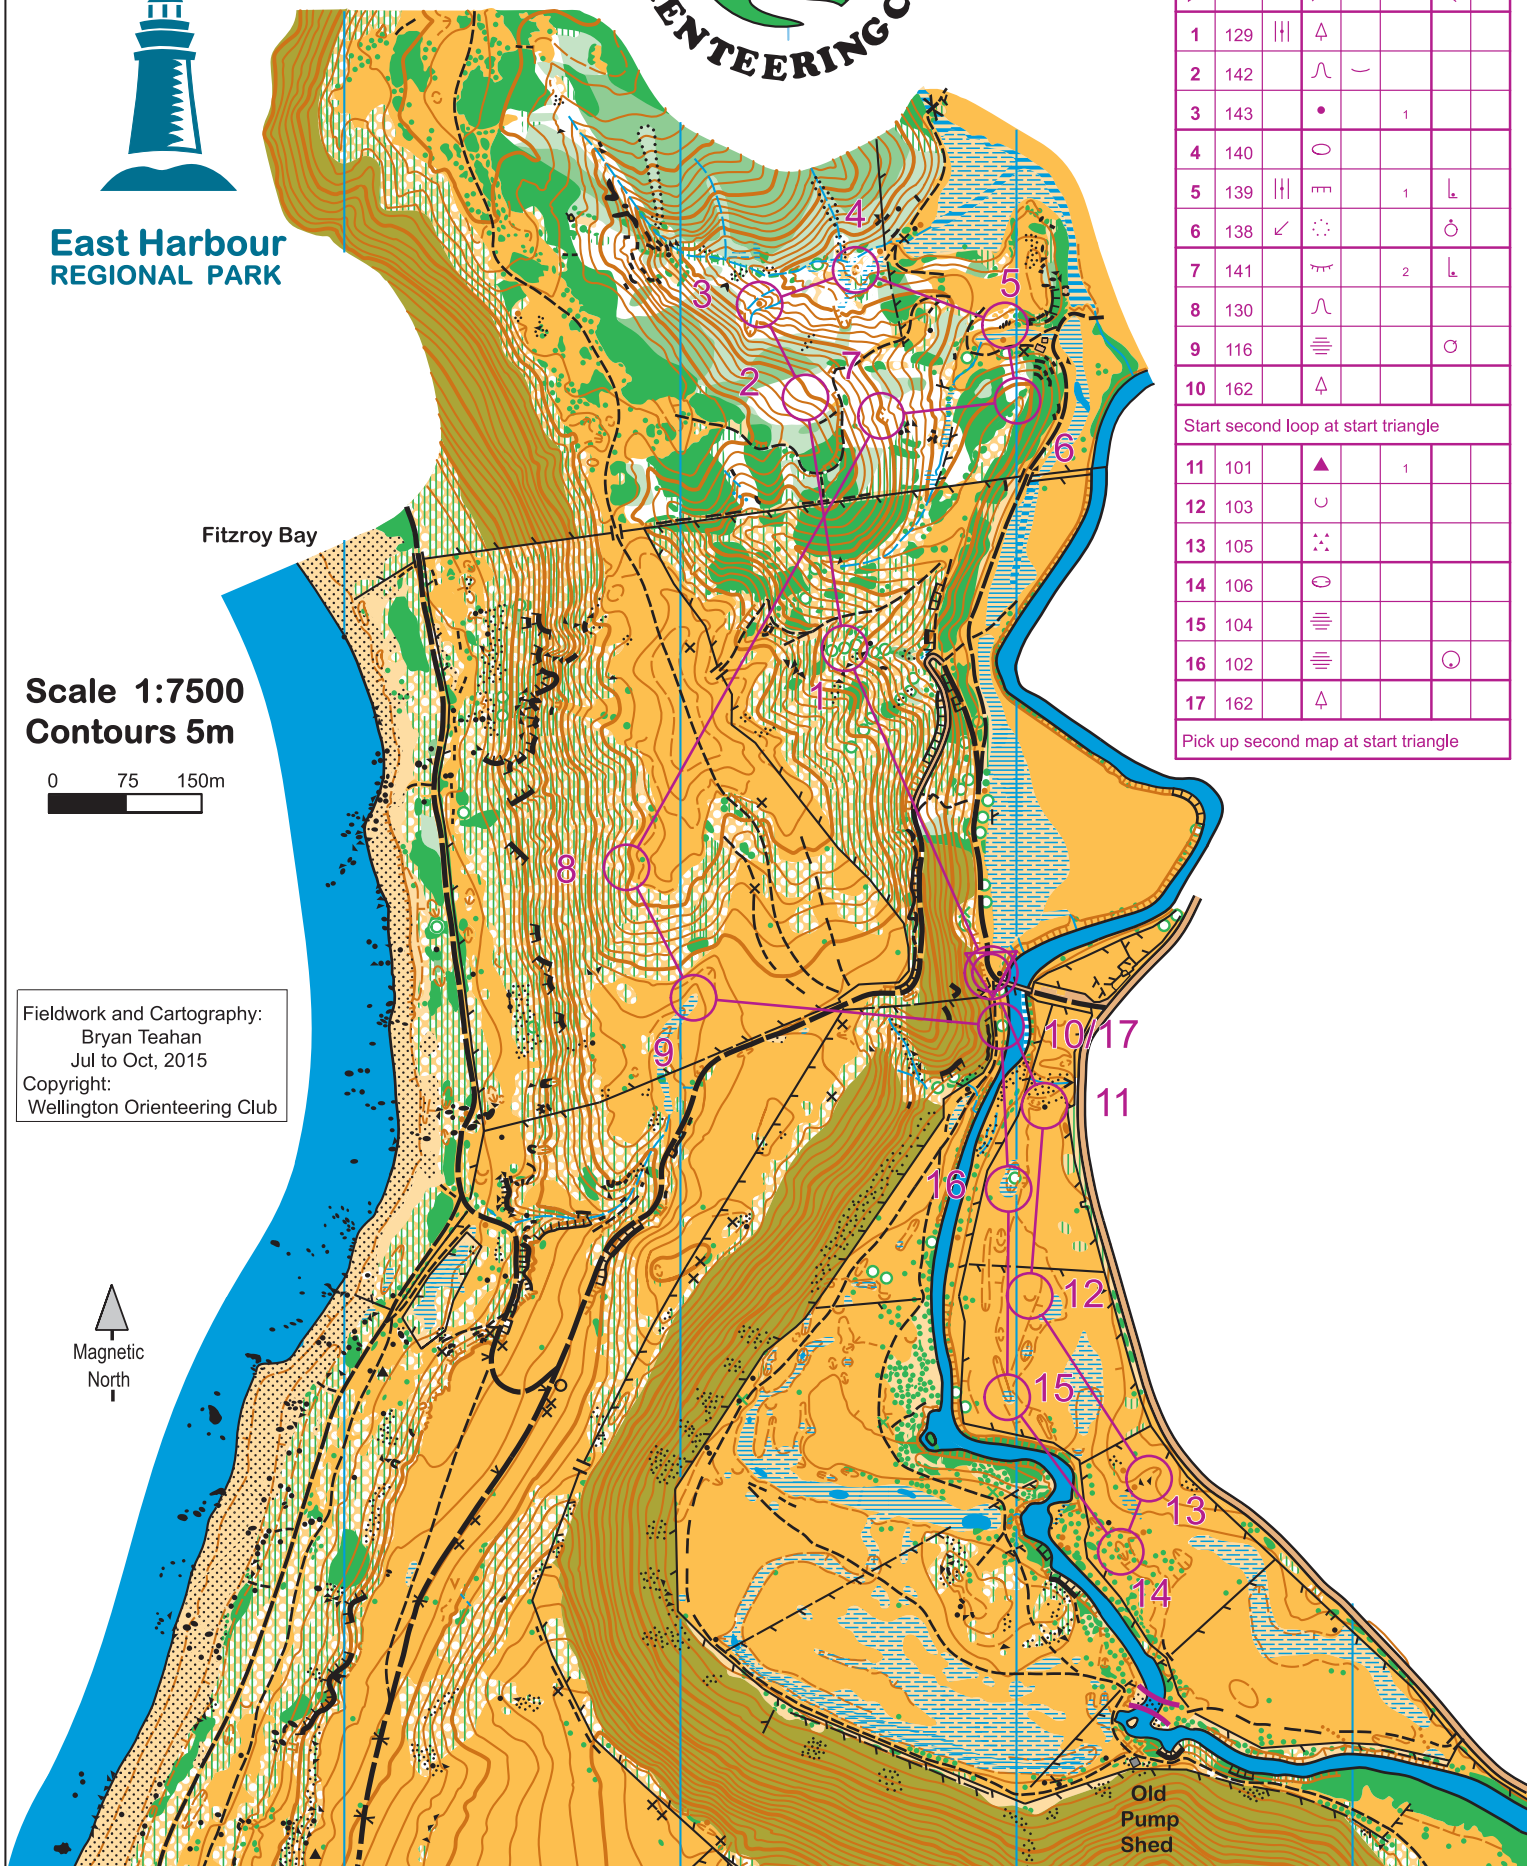 ENTEERING C
East Harbour
REGIONAL PARK
Fitzroy Bay
Scale 1:7500
Contours 5m
0 75 150m
Fieldwork and Cartography:
Bryan Teahan
Jul to Oct, 2015
Copyright:
Wellington Orienteering Club
Magnetic
North
1 129
2 142
3 143 1
4 140
5 139 1
6 138
7 141 2
8 130
9 116
10 162
Start second loop at start triangle
11 101 1
12 103
13 105
14 106
15 104
16 102
17 162
Pick up second map at start triangle
4
3
5
7
2
6
1
8
9
10/17
11
16
12
15
13
14
Old
Pump
Shed